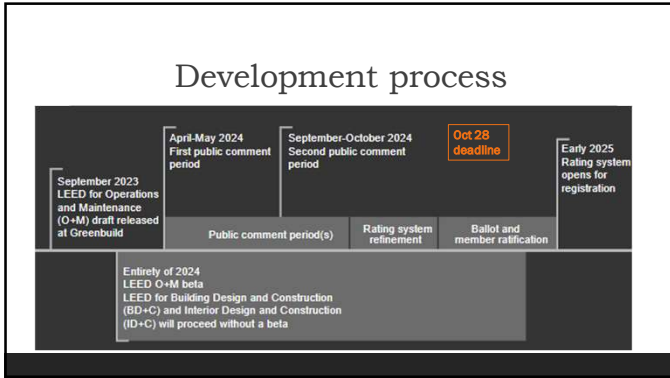 Development process
September 2023
LEED for Operations
and Maintenance
(O+M) draft released
at Greenbuild
April-May 2024
First public comment
period
September-October 2024
Second public comment
period
Oct 28
deadline
Early 2025
Rating system
opens for
registration
Public comment period(s)
Rating system
refinement
Ballot and
member ratification
Entirely of 2024
LEED O+M beta
LEED for Building Design and Construction
(BD+C) and Interior Design and Construction
(ID+C) will proceed without a beta